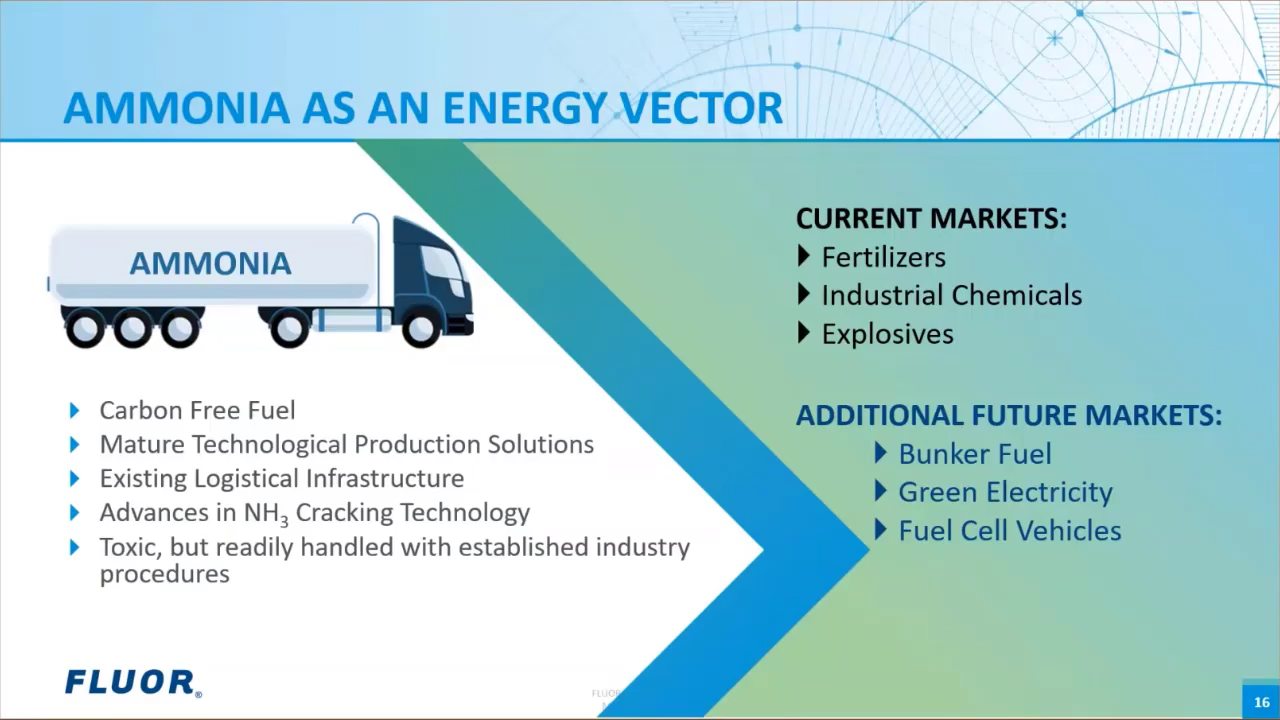 AMMONIA AS AN ENERGY VECTOR
AMMONIA
Carbon Free Fuel
Mature Technological Production Solutions
Existing Logistical Infrastructure
Advances in NH₃ Cracking Technology
Toxic, but readily handled with established industry
procedures
CURRENT MARKETS:
Fertilizers
Industrial Chemicals
Explosives
ADDITIONAL FUTURE MARKETS:
Bunker Fuel
Green Electricity
Fuel Cell Vehicles
FLUOR®
FLUOR
16